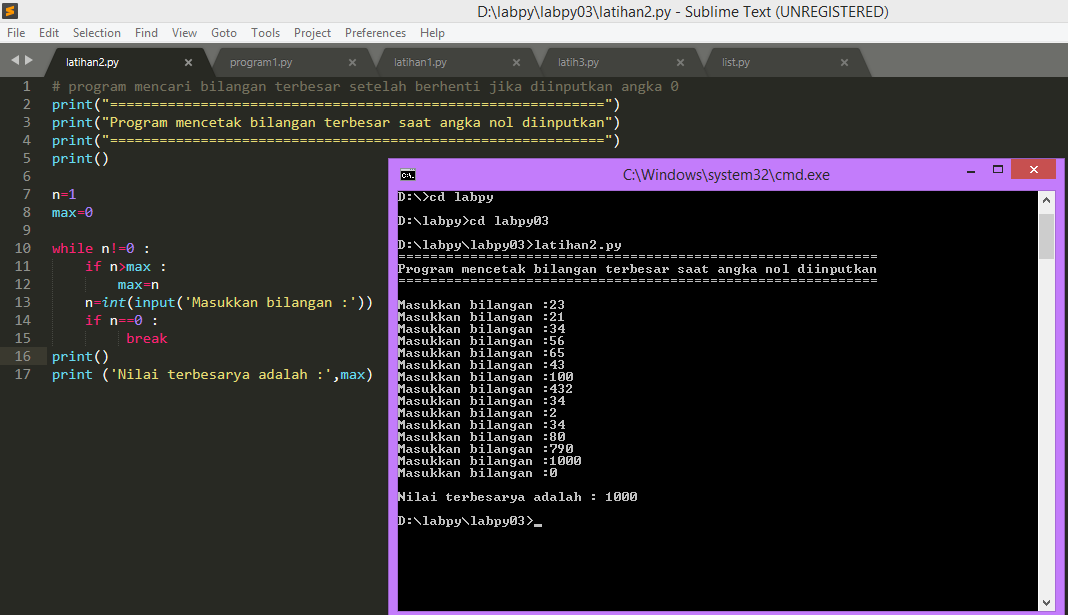 D:\labpy\labpy03\latihan2.py - Sublime Text (UNREGISTERED)
File Edit Selection Find View Goto Tools Project Preferences Help
latihan2.py × program1.py × latihan1.py × latih3.py × list.py ×
1 # program mencari bilangan terbesar setelah berhenti jika diinputkan angka 0
2 print("============================================================")
3 print("Program mencetak bilangan terbesar saat angka nol diinputkan")
4 print("============================================================")
5 print()
6
7 n=1
8 max=0
9
10 while n!=0 :
11     if n>max :
12         max=n
13     n=int(input('Masukkan bilangan :'))
14     if n==0 :
15          break
16 print()
17 print ('Nilai terbesarya adalah :',max)
C:\Windows\system32\cmd.exe
D:\>cd labpy
D:\labpy>cd labpy03
D:\labpy\labpy03>latihan2.py
============================================================
Program mencetak bilangan terbesar saat angka nol diinputkan
============================================================
Masukkan bilangan :23
Masukkan bilangan :21
Masukkan bilangan :34
Masukkan bilangan :56
Masukkan bilangan :65
Masukkan bilangan :43
Masukkan bilangan :100
Masukkan bilangan :432
Masukkan bilangan :34
Masukkan bilangan :2
Masukkan bilangan :34
Masukkan bilangan :80
Masukkan bilangan :790
Masukkan bilangan :1000
Masukkan bilangan :0
Nilai terbesarya adalah : 1000
D:\labpy\labpy03>_